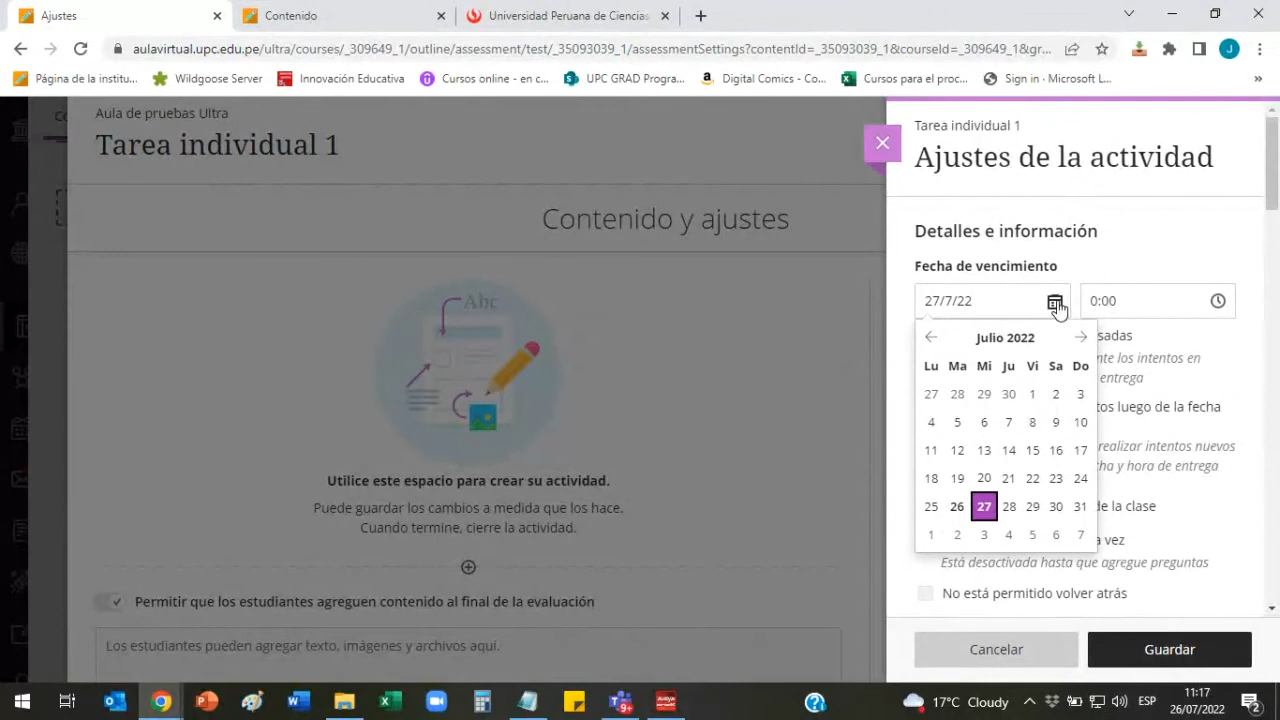 Ajustes
Contenido
Universidad Peruana de Ciencias
aulavirtual.upc.edu.pe/ultra/courses/_309649_1/outline/assessment/test/_35093039_1/assessmentSettings?contentId=_35093039_1&courseId=_309649_1&gr...
J
Página de la institu...
Wildgoose Server
Innovación Educativa
Cursos online - en c...
UPC GRAD Progra...
Digital Comics - Co...
Cursos para el proc...
Sign in · Microsoft L...
»
Aula de pruebas Ultra
Tarea individual 1
Contenido y ajustes
Abc
Utilice este espacio para crear su actividad.
Puede guardar los cambios a medida que los hace.
Cuando termine, cierre la actividad.
Permitir que los estudiantes agreguen contenido al final de la evaluación
Los estudiantes pueden agregar texto, imágenes y archivos aquí.
Tarea individual 1
Ajustes de la actividad
Detalles e información
Fecha de vencimiento
27/7/22
0:00
Julio 2022
Lu Ma Mi Ju Vi Sa Do
27 28 29 30 1 2 3
4 5 6 7 8 9 10
11 12 13 14 15 16 17
18 19 20 21 22 23 24
25 26 27 28 29 30 31
1 2 3 4 5 6 7
sadas
nte los intentos en
entrega
tos luego de la fecha
realizar intentos nuevos
cha y hora de entrega
de la clase
a vez
Está desactivada hasta que agregue preguntas
No está permitido volver atrás
Cancelar
Guardar
17°C Cloudy
ESP
11:17
26/07/2022
2